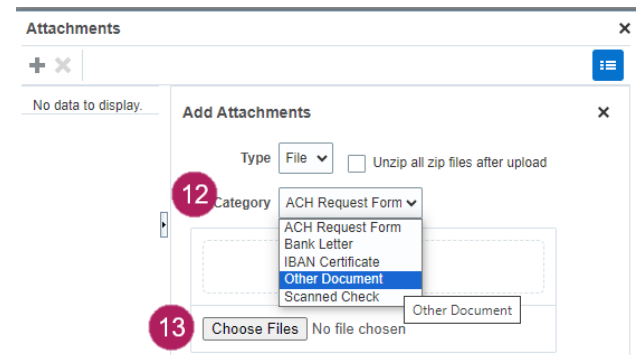 Attachments
No data to display.
Add Attachments
Type File Unzip all zip files after upload
12 Category ACH Request Form
ACH Request Form
Bank Letter
IBAN Certificate
Other Document
Scanned Check
Other Document
13 Choose Files No file chosen